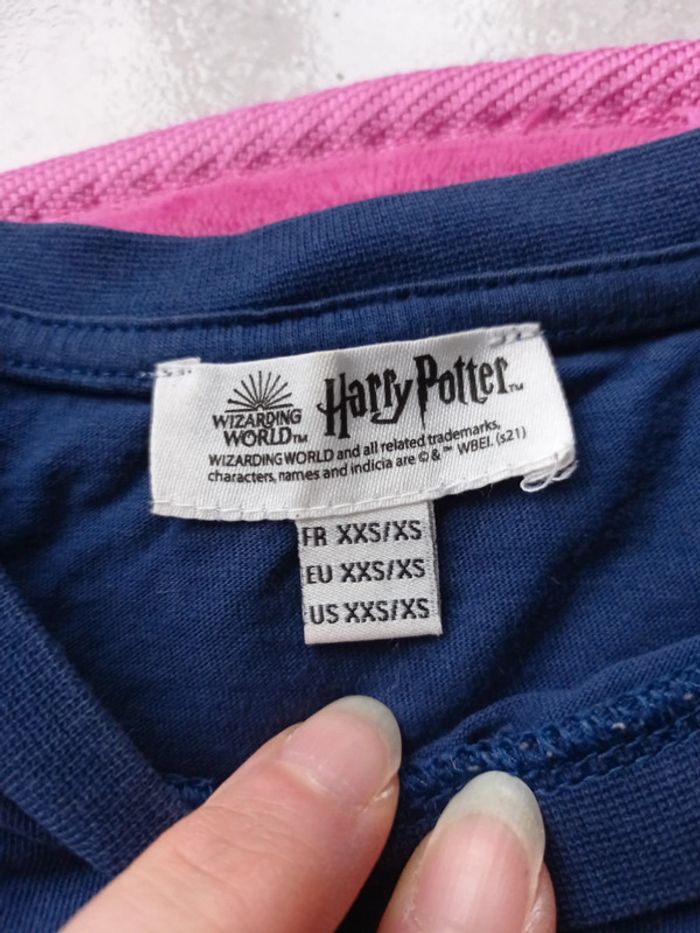 WIZARDING
WORLD™
Harry Potter™
WIZARDING WORLD and all related trademarks,
characters, names and indicia are © & ™ WBEI. (s21)
FR XXS/XS
EU XXS/XS
US XXS/XS